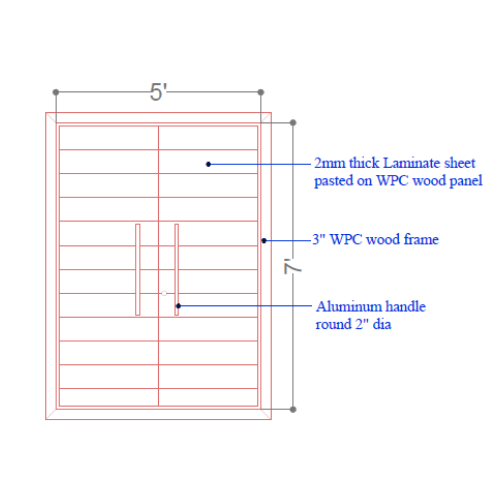 5'
2mm thick Laminate sheet
pasted on WPC wood panel
3" WPC wood frame
7'
Aluminum handle
round 2" dia